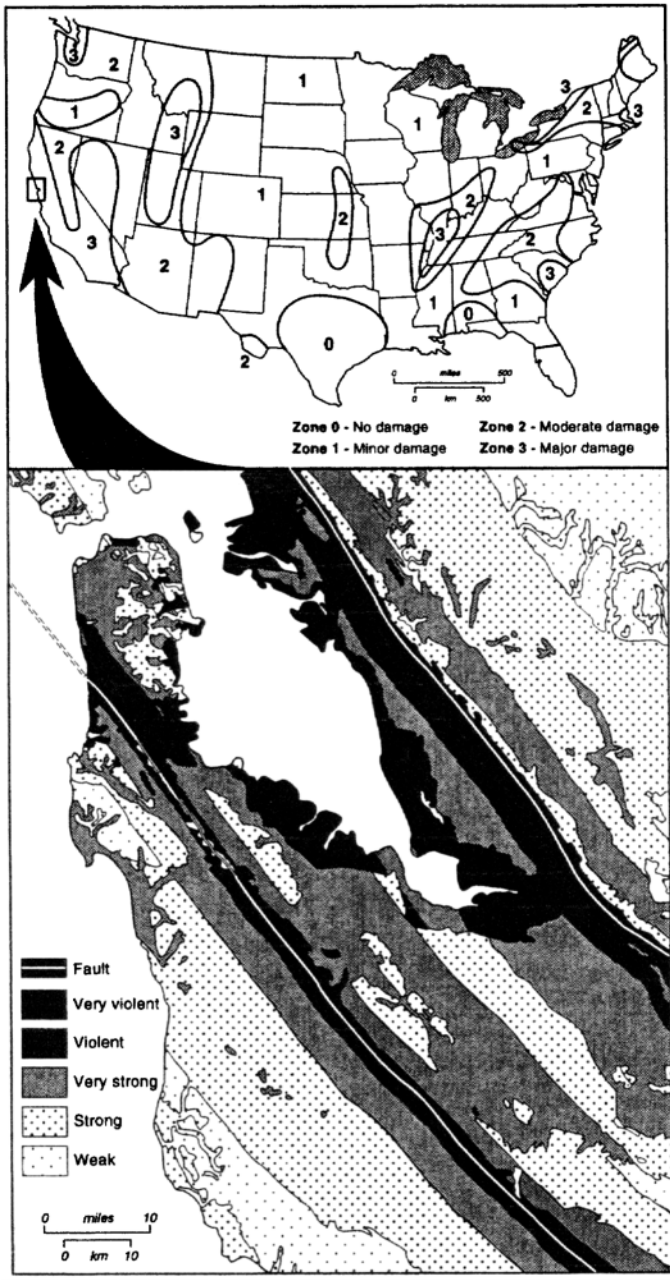 3
2
1
2
3
3
2
1
1
2
0
2
1
1
2
3
1
0
1
3
2
1
2
3
3
miles
0 500
0 500
km
Zone 0 - No damage
Zone 1 - Minor damage
Zone 2 - Moderate damage
Zone 3 - Major damage
Fault
Very violent
Violent
Very strong
Strong
Weak
0 miles 10
0 km 10